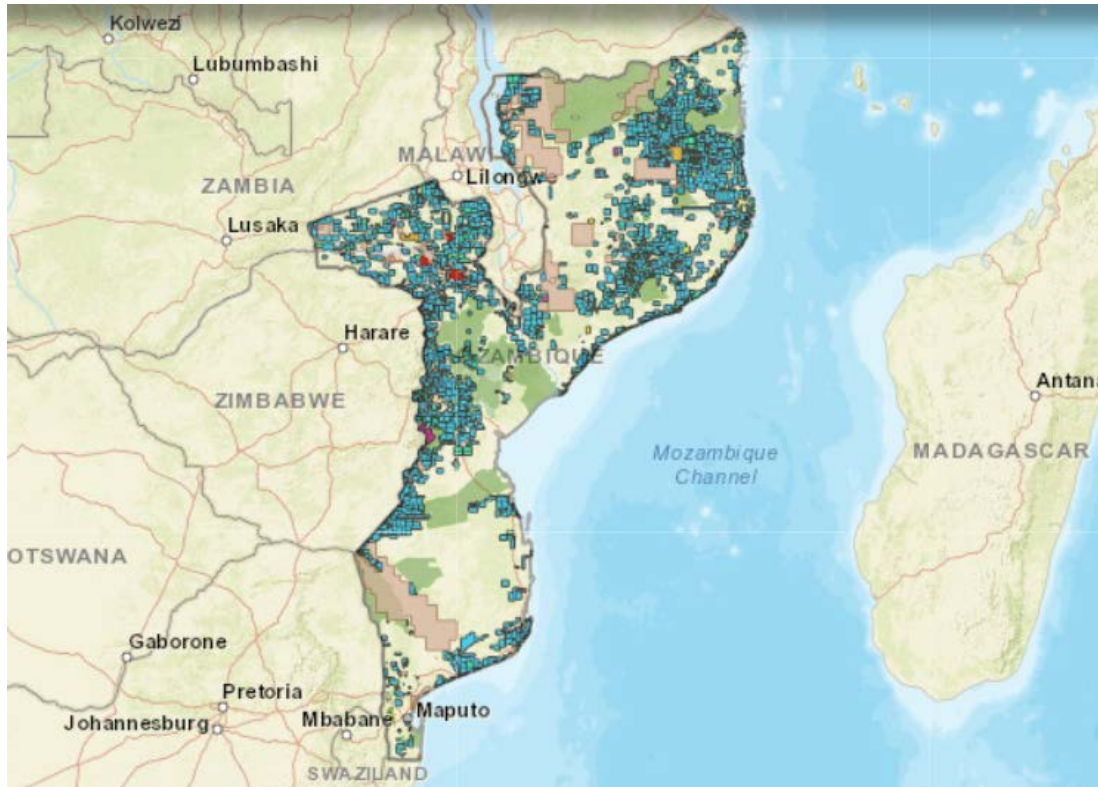 Kolwezi
Lubumbashi
MALAWI
Lilongwe
ZAMBIA
Lusaka
Harare
MOZAMBIQUE
ZIMBABWE
Antana
Mozambique
Channel
MADAGASCAR
OTSWANA
Gaborone
Pretoria
Johannesburg
Mbabane
Maputo
SWAZILAND